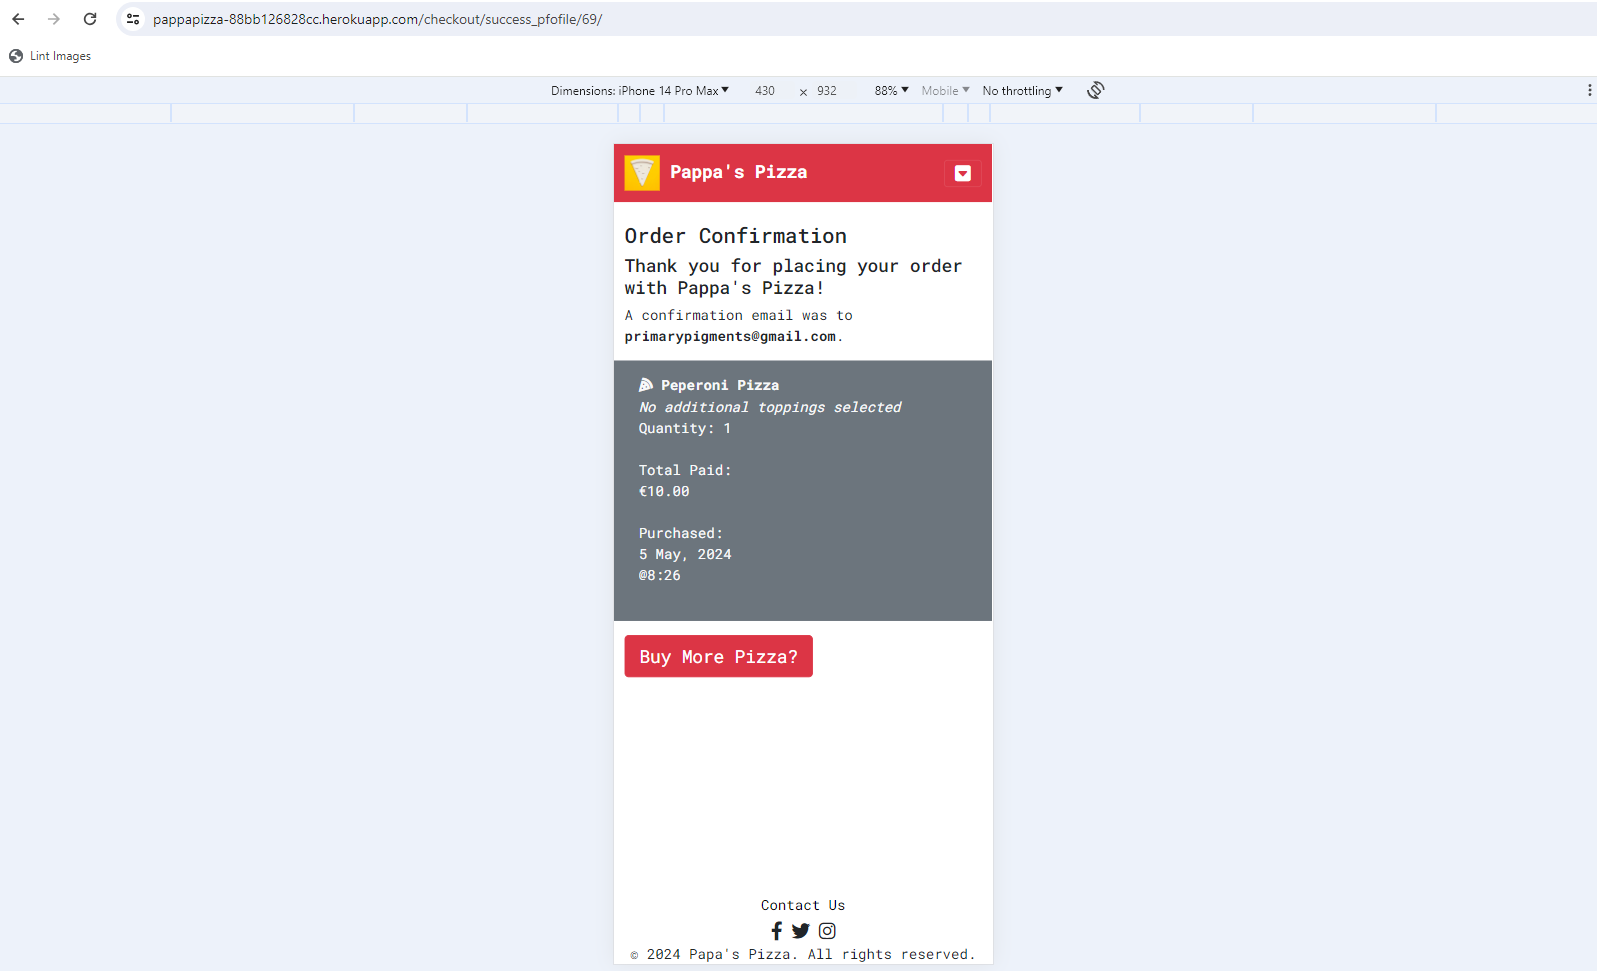 pappapizza-88bb126828cc.herokuapp.com/checkout/success_pfofile/69/
Lint Images
Dimensions: iPhone 14 Pro Max 430 × 932 88% Mobile No throttling
Pappa's Pizza
Order Confirmation
Thank you for placing your order
with Pappa's Pizza!
A confirmation email was to
primarypigments@gmail.com.
Peperoni Pizza
No additional toppings selected
Quantity: 1
Total Paid:
€10.00
Purchased:
5 May, 2024
@8:26
Buy More Pizza?
Contact Us
© 2024 Papa's Pizza. All rights reserved.